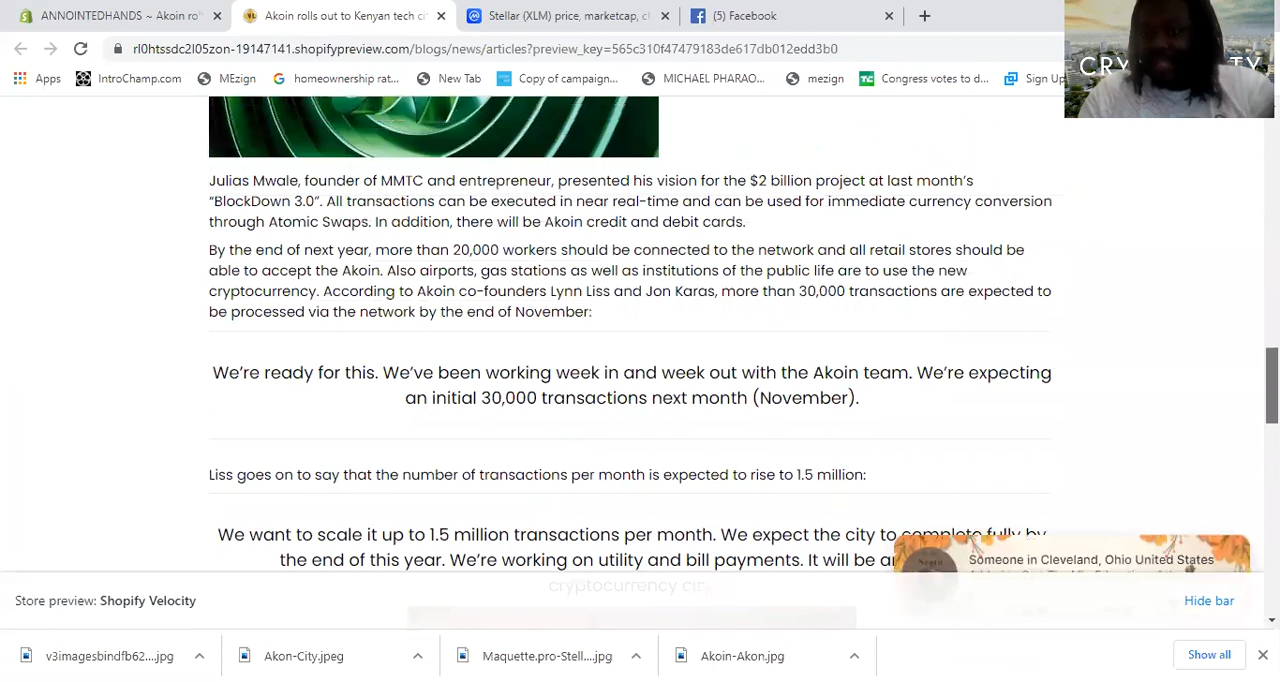 ANNOINTEDHANDS ~ Akoin ro
Akoin rolls out to Kenyan tech ci
Stellar (XLM) price, marketcap, c
(5) Facebook
rl0htssdc2l05zon-19147141.shopifypreview.com/blogs/news/articles?preview_key=565c310f47479183de617db012edd3b0
Apps
IntroChamp.com
MEzign
homeownership rat...
New Tab
Copy of campaign...
MICHAEL PHARAO...
mezign
Congress votes to d...
Sign Up
CRY TY
Julias Mwale, founder of MMTC and entrepreneur, presented his vision for the $2 billion project at last month's
“BlockDown 3.0”. All transactions can be executed in near real-time and can be used for immediate currency conversion
through Atomic Swaps. In addition, there will be Akoin credit and debit cards.
By the end of next year, more than 20,000 workers should be connected to the network and all retail stores should be
able to accept the Akoin. Also airports, gas stations as well as institutions of the public life are to use the new
cryptocurrency. According to Akoin co-founders Lynn Liss and Jon Karas, more than 30,000 transactions are expected to
be processed via the network by the end of November:
We’re ready for this. We’ve been working week in and week out with the Akoin team. We’re expecting
an initial 30,000 transactions next month (November).
Liss goes on to say that the number of transactions per month is expected to rise to 1.5 million:
We want to scale it up to 1.5 million transactions per month. We expect the city to complete fully by
the end of this year. We’re working on utility and bill payments. It will be a
cryptocurrency city.
Someone in Cleveland, Ohio United States
Store preview: Shopify Velocity
Hide bar
v3imagesbindfb62....jpg
Akon-City.jpeg
Maquette.pro-Stell....jpg
Akoin-Akon.jpg
Show all